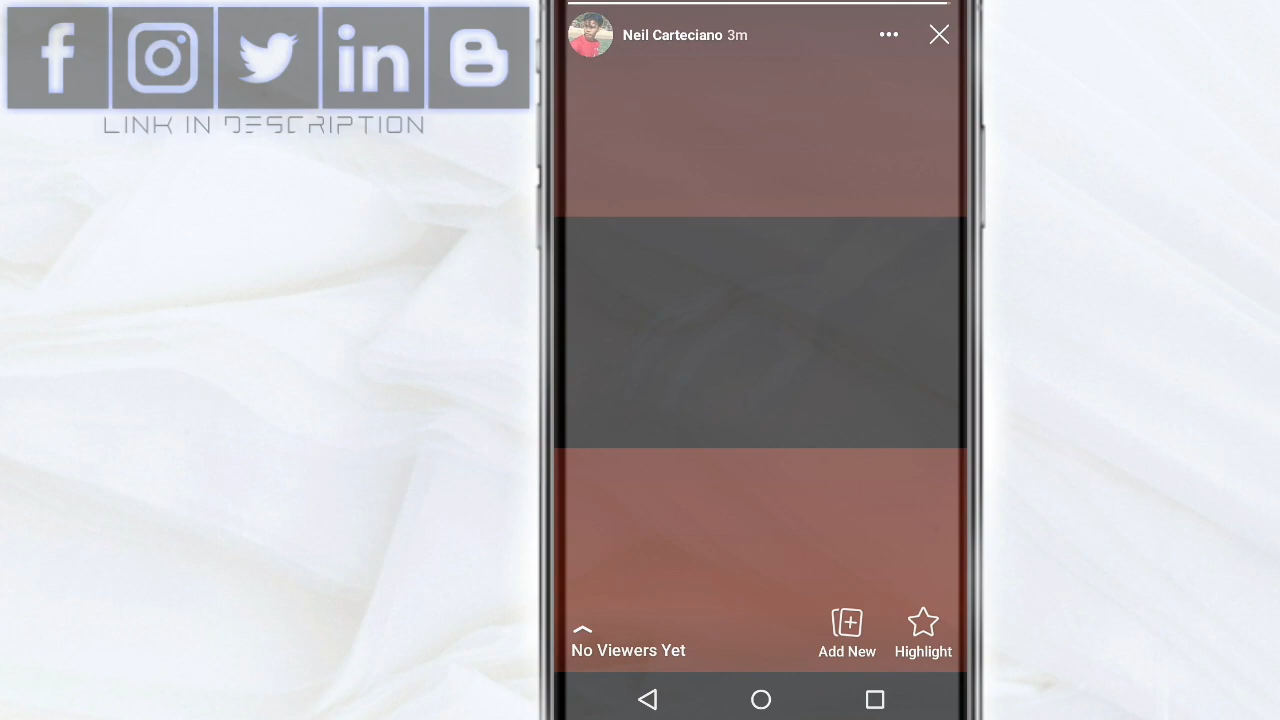 LINK IN DESCRIPTION
Neil Carteciano 3m
No Viewers Yet
Add New
Highlight